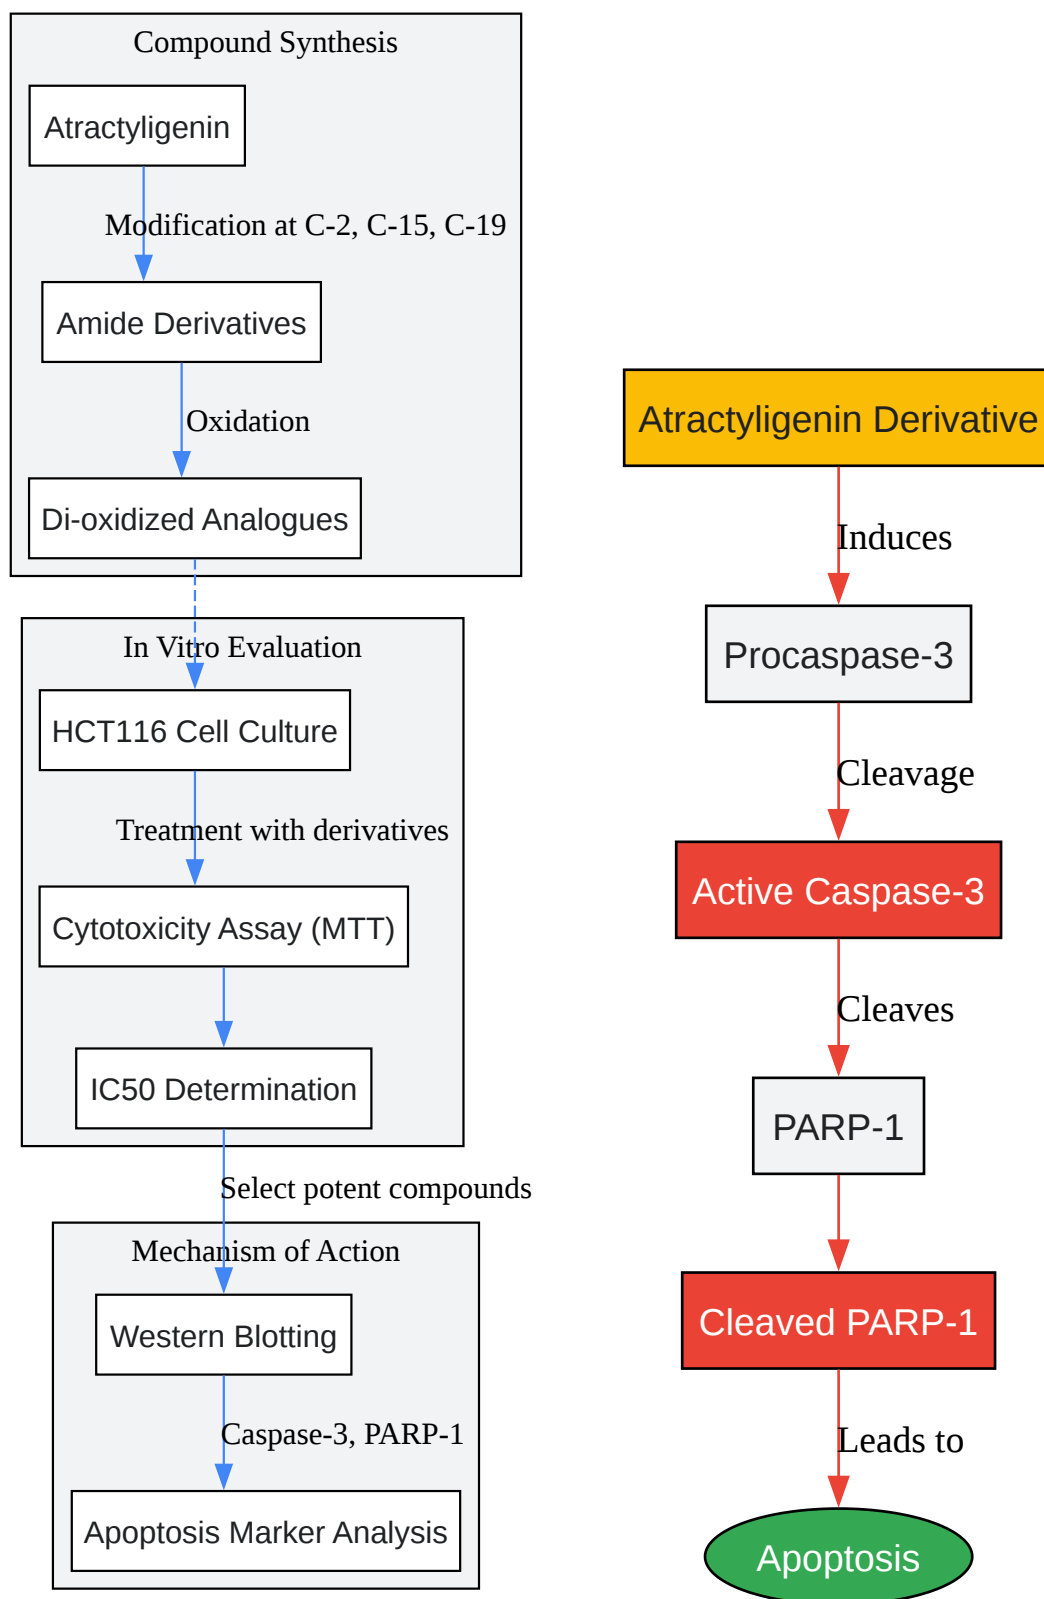 Compound Synthesis
Atractyligenin
Modification at C-2, C-15, C-19
Amide Derivatives
Oxidation
Di-oxidized Analogues
In Vitro Evaluation
HCT116 Cell Culture
Treatment with derivatives
Cytotoxicity Assay (MTT)
IC50 Determination
Select potent compounds
Mechanism of Action
Western Blotting
Caspase-3, PARP-1
Apoptosis Marker Analysis
Atractyligenin Derivative
Induces
Procaspase-3
Cleavage
Active Caspase-3
Cleaves
PARP-1
Cleaved PARP-1
Leads to
Apoptosis